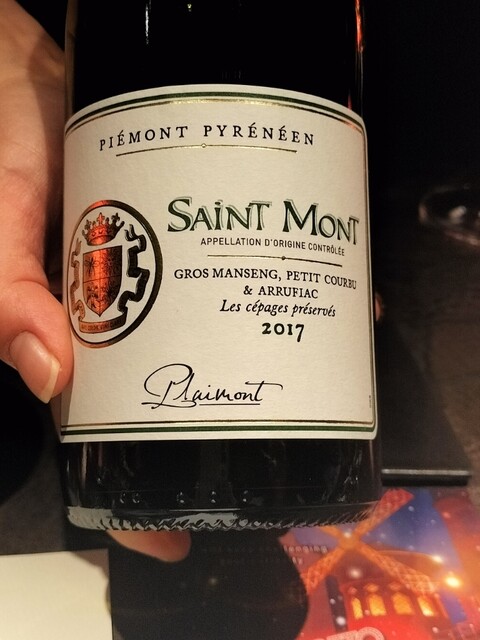 PIÉMONT PYRÉNÉEN
SAINT MONT
APPELLATION D'ORIGINE CONTRÔLÉE
GROS MANSENG, PETIT COURBU
& ARRUFIAC
Les cépages préservés
2017
Plaimont